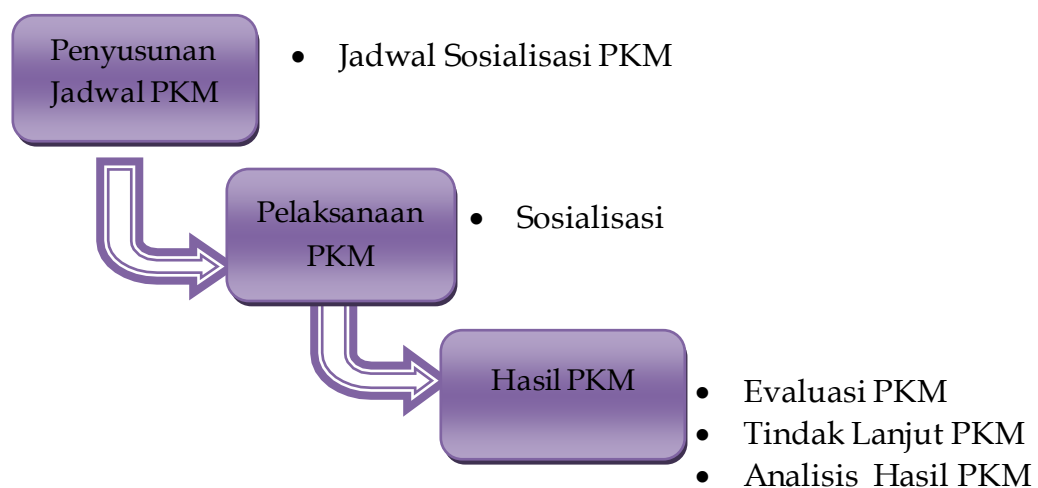 Penyusunan
Jadwal PKM
• Jadwal Sosialisasi PKM
Pelaksanaan
PKM
• Sosialisasi
Hasil PKM
• Evaluasi PKM
• Tindak Lanjut PKM
• Analisis Hasil PKM